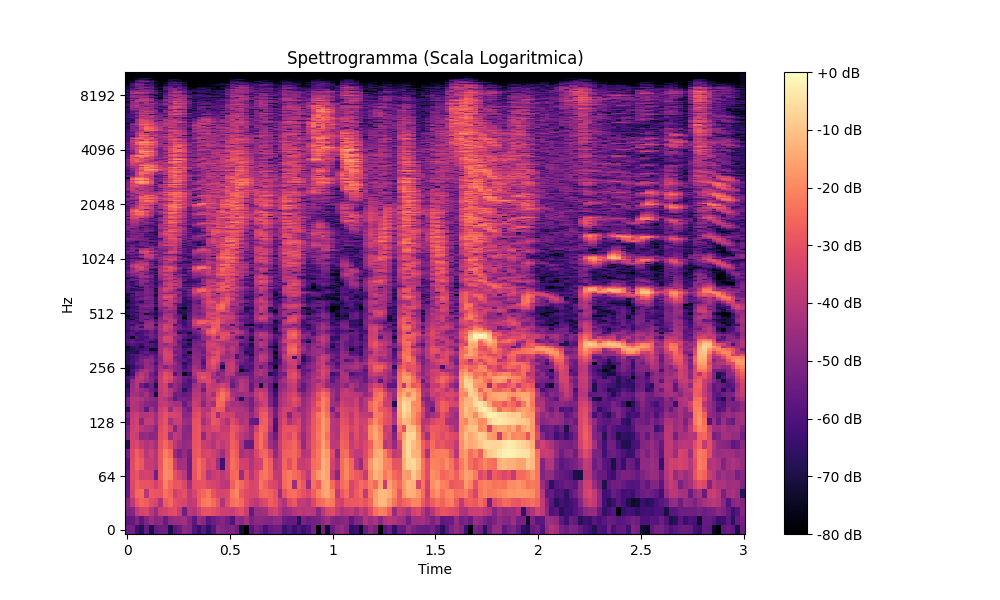 Spettrogramma (Scala Logaritmica)
8192
4096
2048
1024
512
256
128
64
0
Hz
0
0.5
1
1.5
2
2.5
3
Time
+0 dB
-10 dB
-20 dB
-30 dB
-40 dB
-50 dB
-60 dB
-70 dB
-80 dB